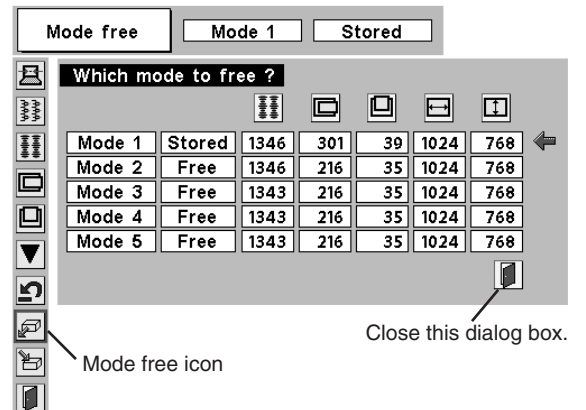 Mode free Mode 1 Stored
Which mode to free ?
Mode 1 Stored 1346 301 39 1024 768
Mode 2 Free 1346 216 35 1024 768
Mode 3 Free 1343 216 35 1024 768
Mode 4 Free 1343 216 35 1024 768
Mode 5 Free 1343 216 35 1024 768
Close this dialog box.
Mode free icon